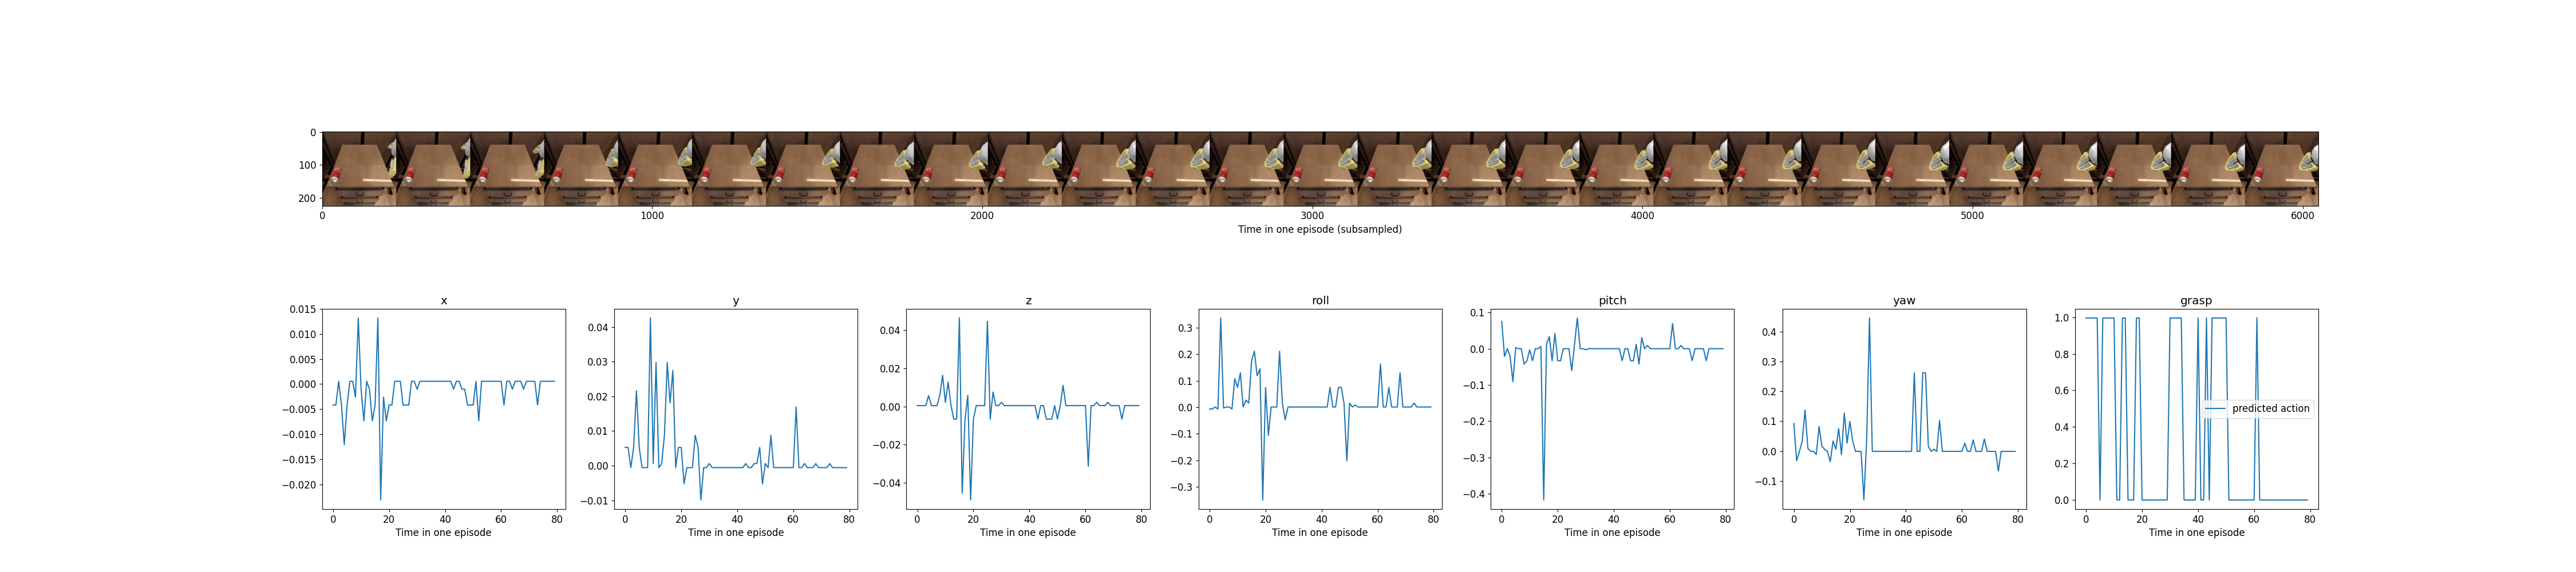 0
100
200
0 1000 2000 3000 4000 5000 6000
Time in one episode (subsampled)
x
0.015
0.010
0.005
0.000
−0.005
−0.010
−0.015
−0.020
0 20 40 60 80
Time in one episode
y
0.04
0.03
0.02
0.01
0.00
−0.01
0 20 40 60 80
Time in one episode
z
0.04
0.02
0.00
−0.02
−0.04
0 20 40 60 80
Time in one episode
roll
0.3
0.2
0.1
0.0
−0.1
−0.2
−0.3
0 20 40 60 80
Time in one episode
pitch
0.1
0.0
−0.1
−0.2
−0.3
−0.4
0 20 40 60 80
Time in one episode
yaw
0.4
0.3
0.2
0.1
0.0
−0.1
0 20 40 60 80
Time in one episode
grasp
1.0
0.8
0.6
0.4
0.2
0.0
predicted action
0 20 40 60 80
Time in one episode